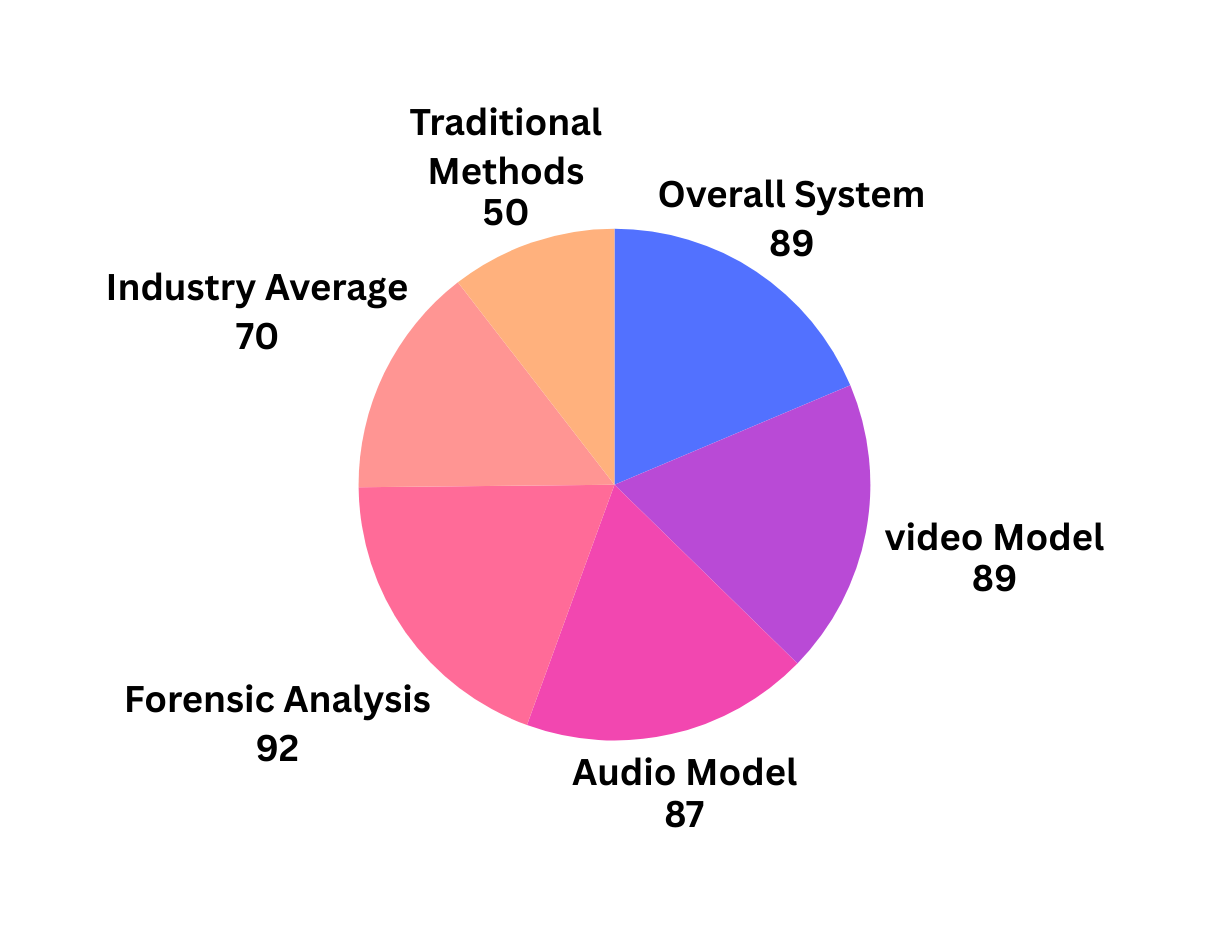 Traditional
Methods
50
Overall System
89
Industry Average
70
video Model
89
Forensic Analysis
92
Audio Model
87